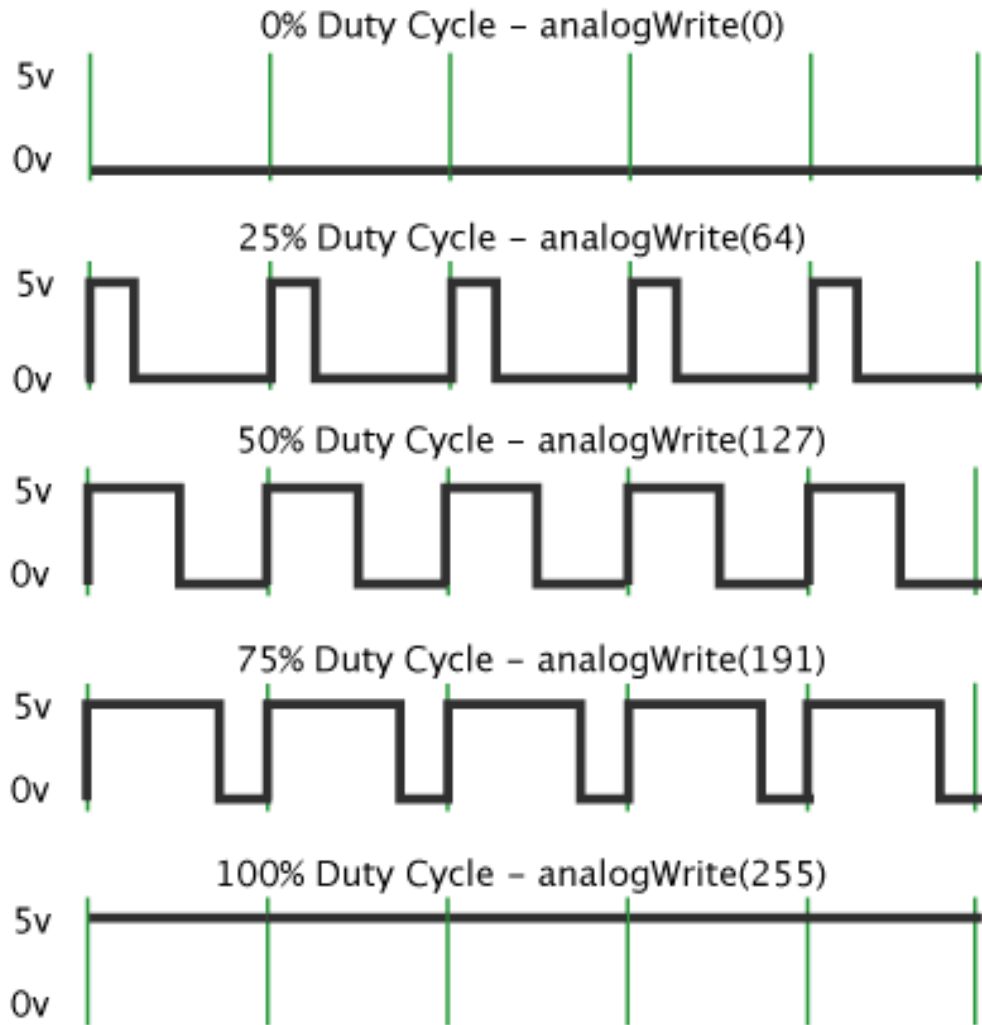 0% Duty Cycle – analogWrite(0)
5v
0v
25% Duty Cycle – analogWrite(64)
5v
0v
50% Duty Cycle – analogWrite(127)
5v
0v
75% Duty Cycle – analogWrite(191)
5v
0v
100% Duty Cycle – analogWrite(255)
5v
0v